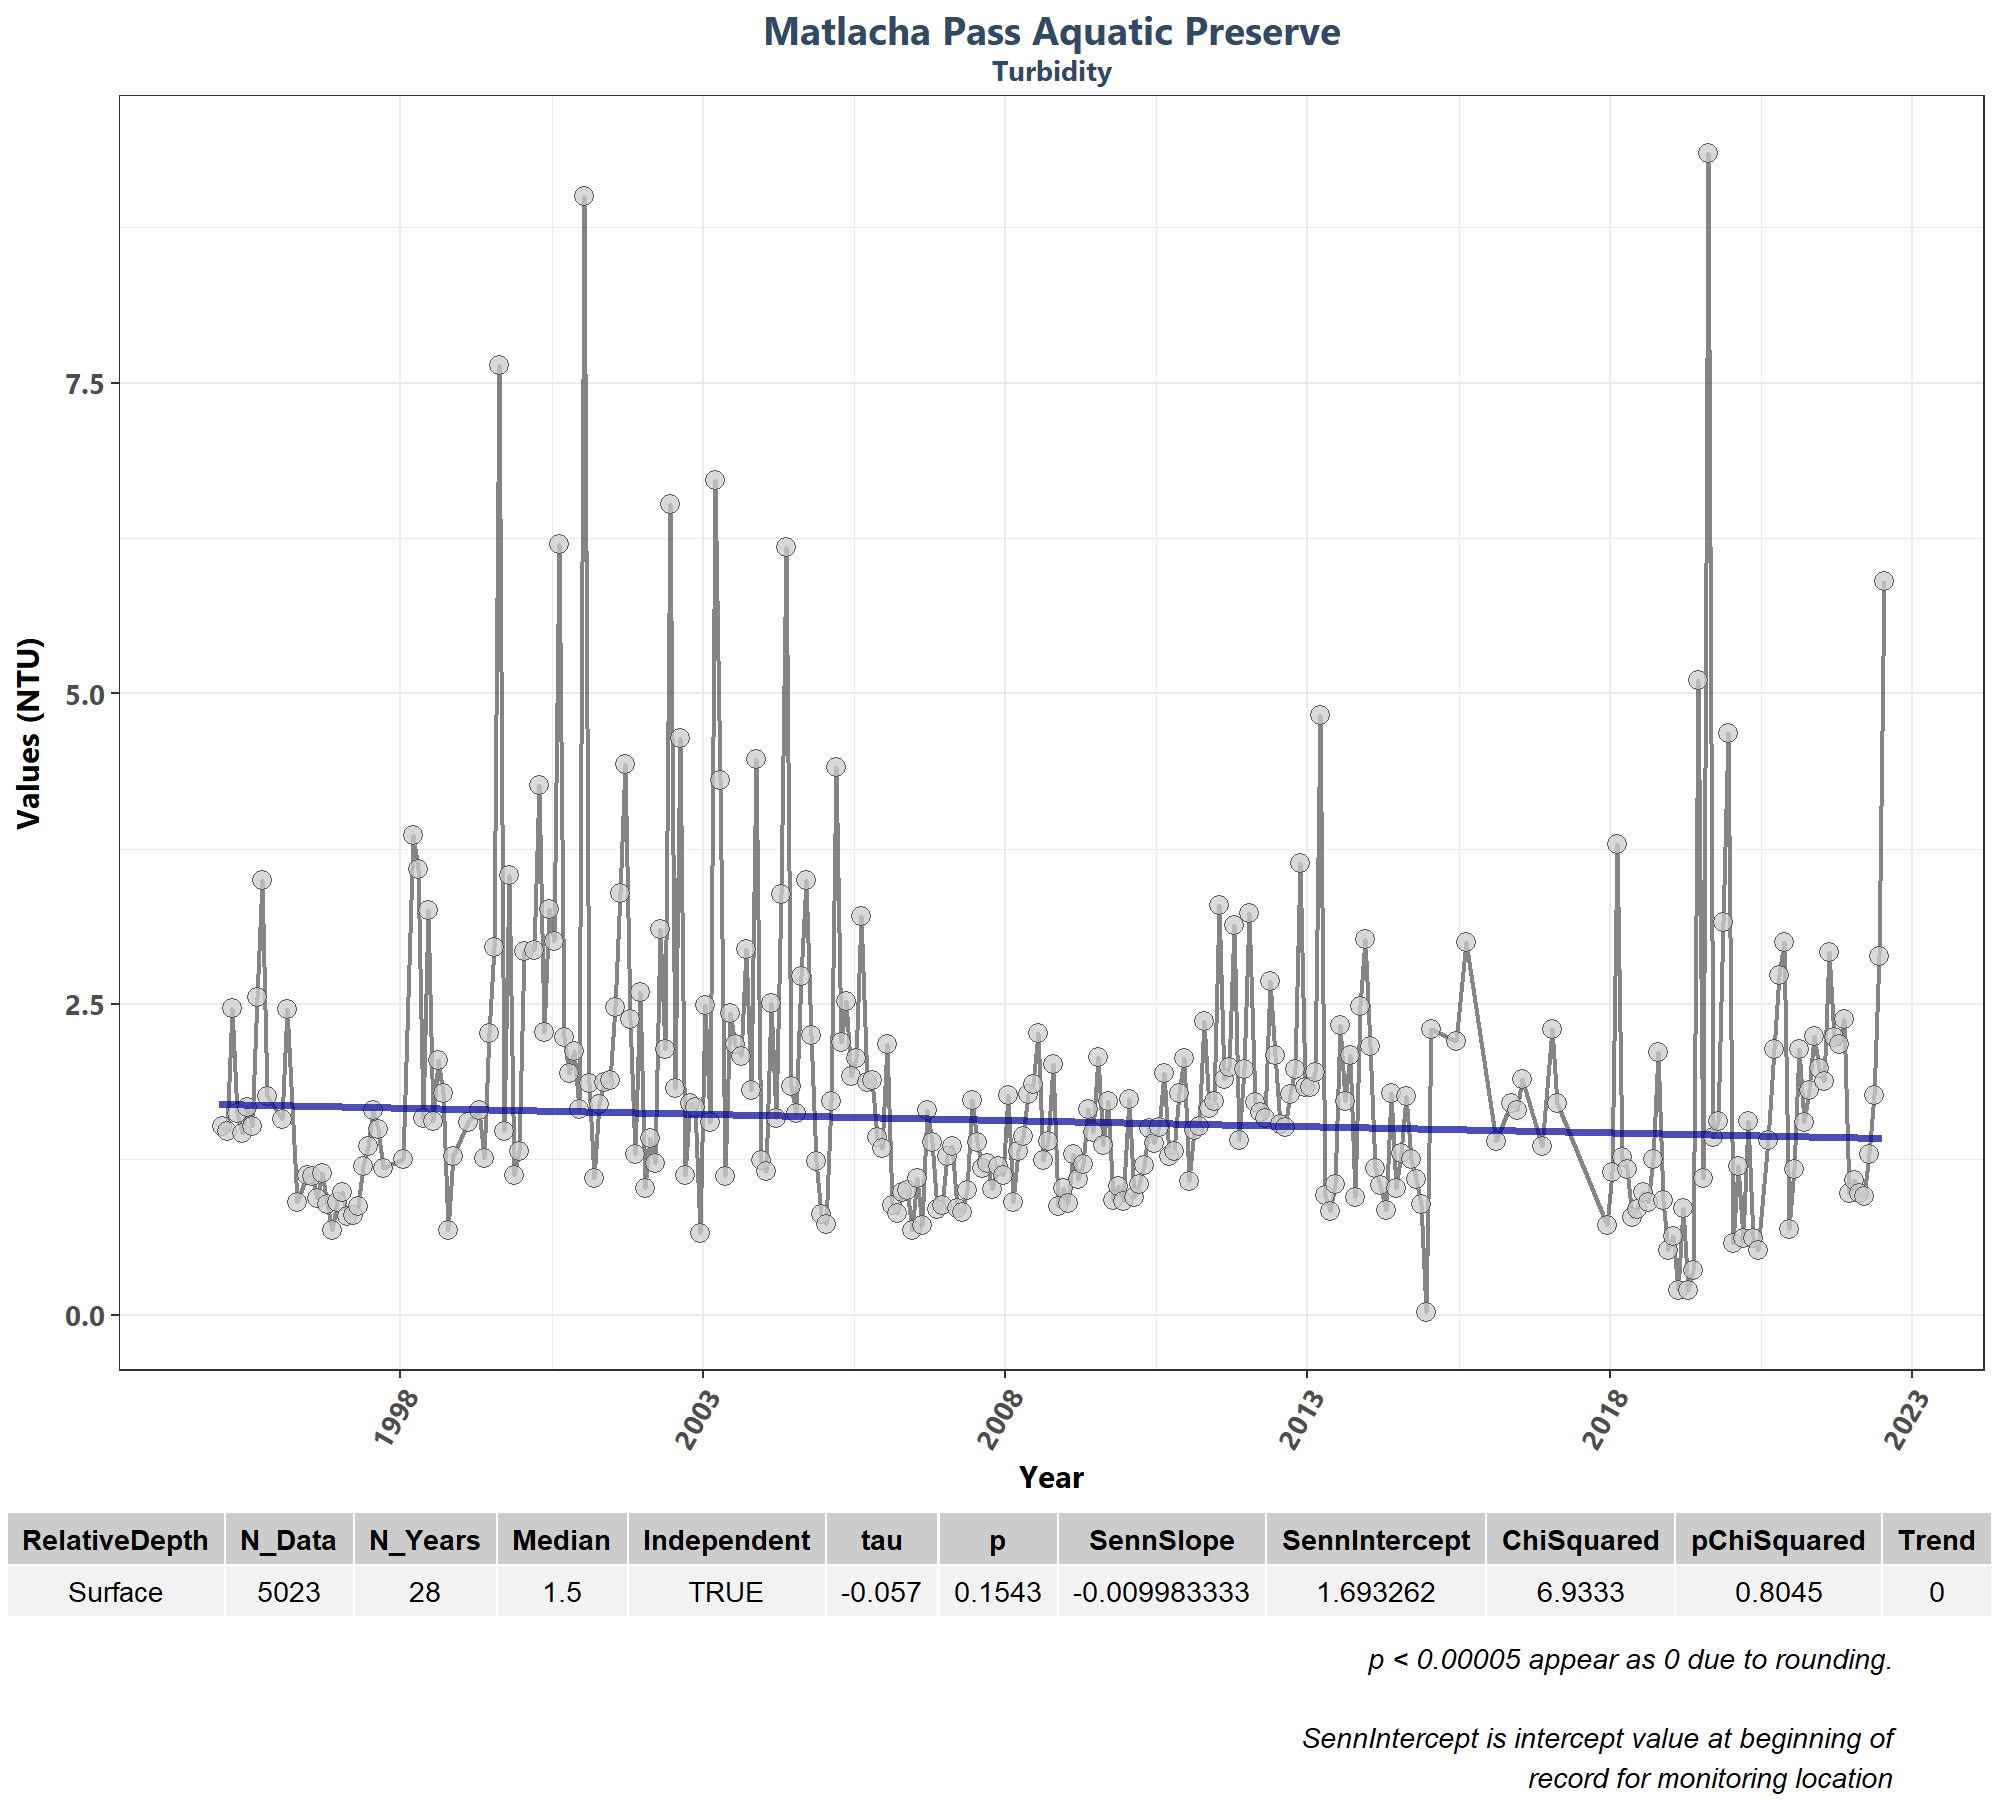 Matlacha Pass Aquatic Preserve
Turbidity
Values (NTU)
7.5
5.0
2.5
0.0
1998 2003 2008 2013 2018 2023
Year
RelativeDepth N_Data N_Years Median Independent tau p SennSlope SennIntercept ChiSquared pChiSquared Trend
Surface 5023 28 1.5 TRUE -0.057 0.1543 -0.009983333 1.693262 6.9333 0.8045 0
p < 0.00005 appear as 0 due to rounding.
SennIntercept is intercept value at beginning of
record for monitoring location